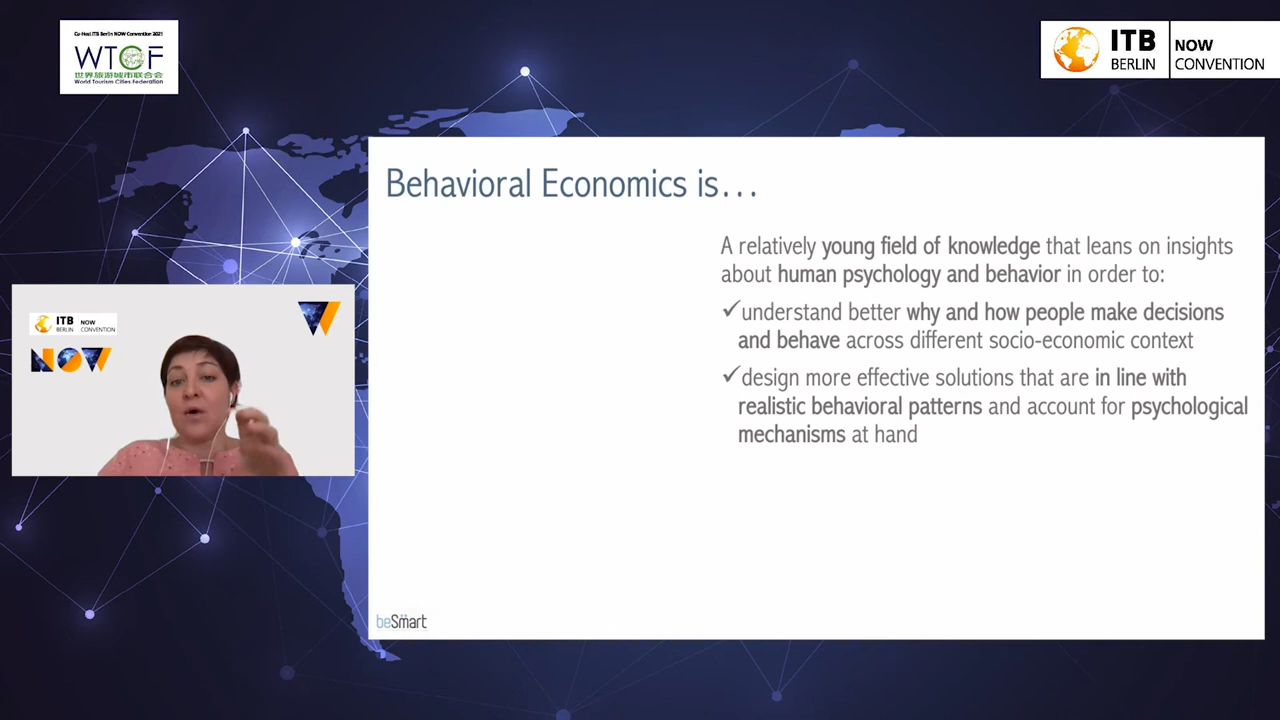 Co-Host ITB Berlin NOW Convention 2021
WTCF
世界旅游城市联合会
World Tourism Cities Federation
ITB
BERLIN
NOW
CONVENTION
Behavioral Economics is…
A relatively young field of knowledge that leans on insights
about human psychology and behavior in order to:
✓understand better why and how people make decisions
and behave across different socio-economic context
✓design more effective solutions that are in line with
realistic behavioral patterns and account for psychological
mechanisms at hand
beSmart
ITB
BERLIN
NOW
CONVENTION
NOW